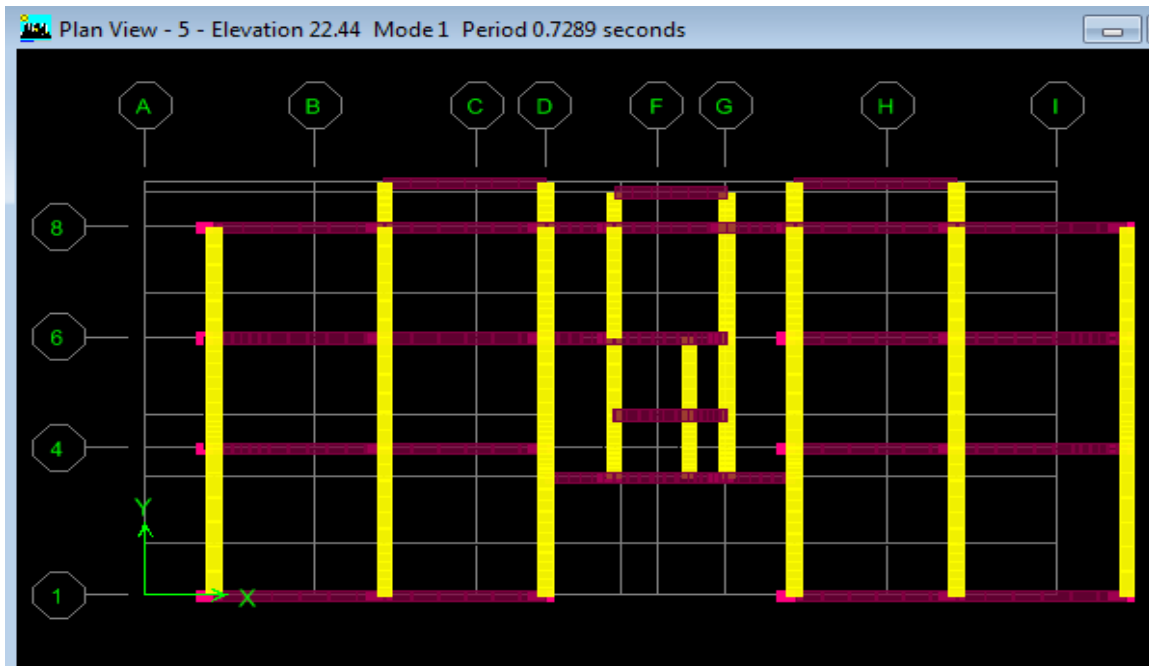 Plan View - 5 - Elevation 22.44 Mode 1 Period 0.7289 seconds
A B C D F G H I
8
6
4
Y
X
1